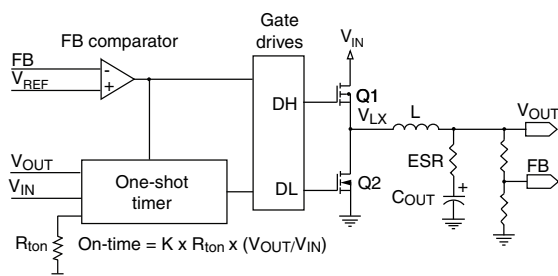 FB comparator
Gate drives
FB
V_REF
-
+
V_IN
DH
Q1
V_LX
L
V_OUT
ESR
FB
V_OUT
V_IN
One-shot timer
DL
Q2
C_OUT
+
R_ton
On-time = K x R_ton x (V_OUT/V_IN)